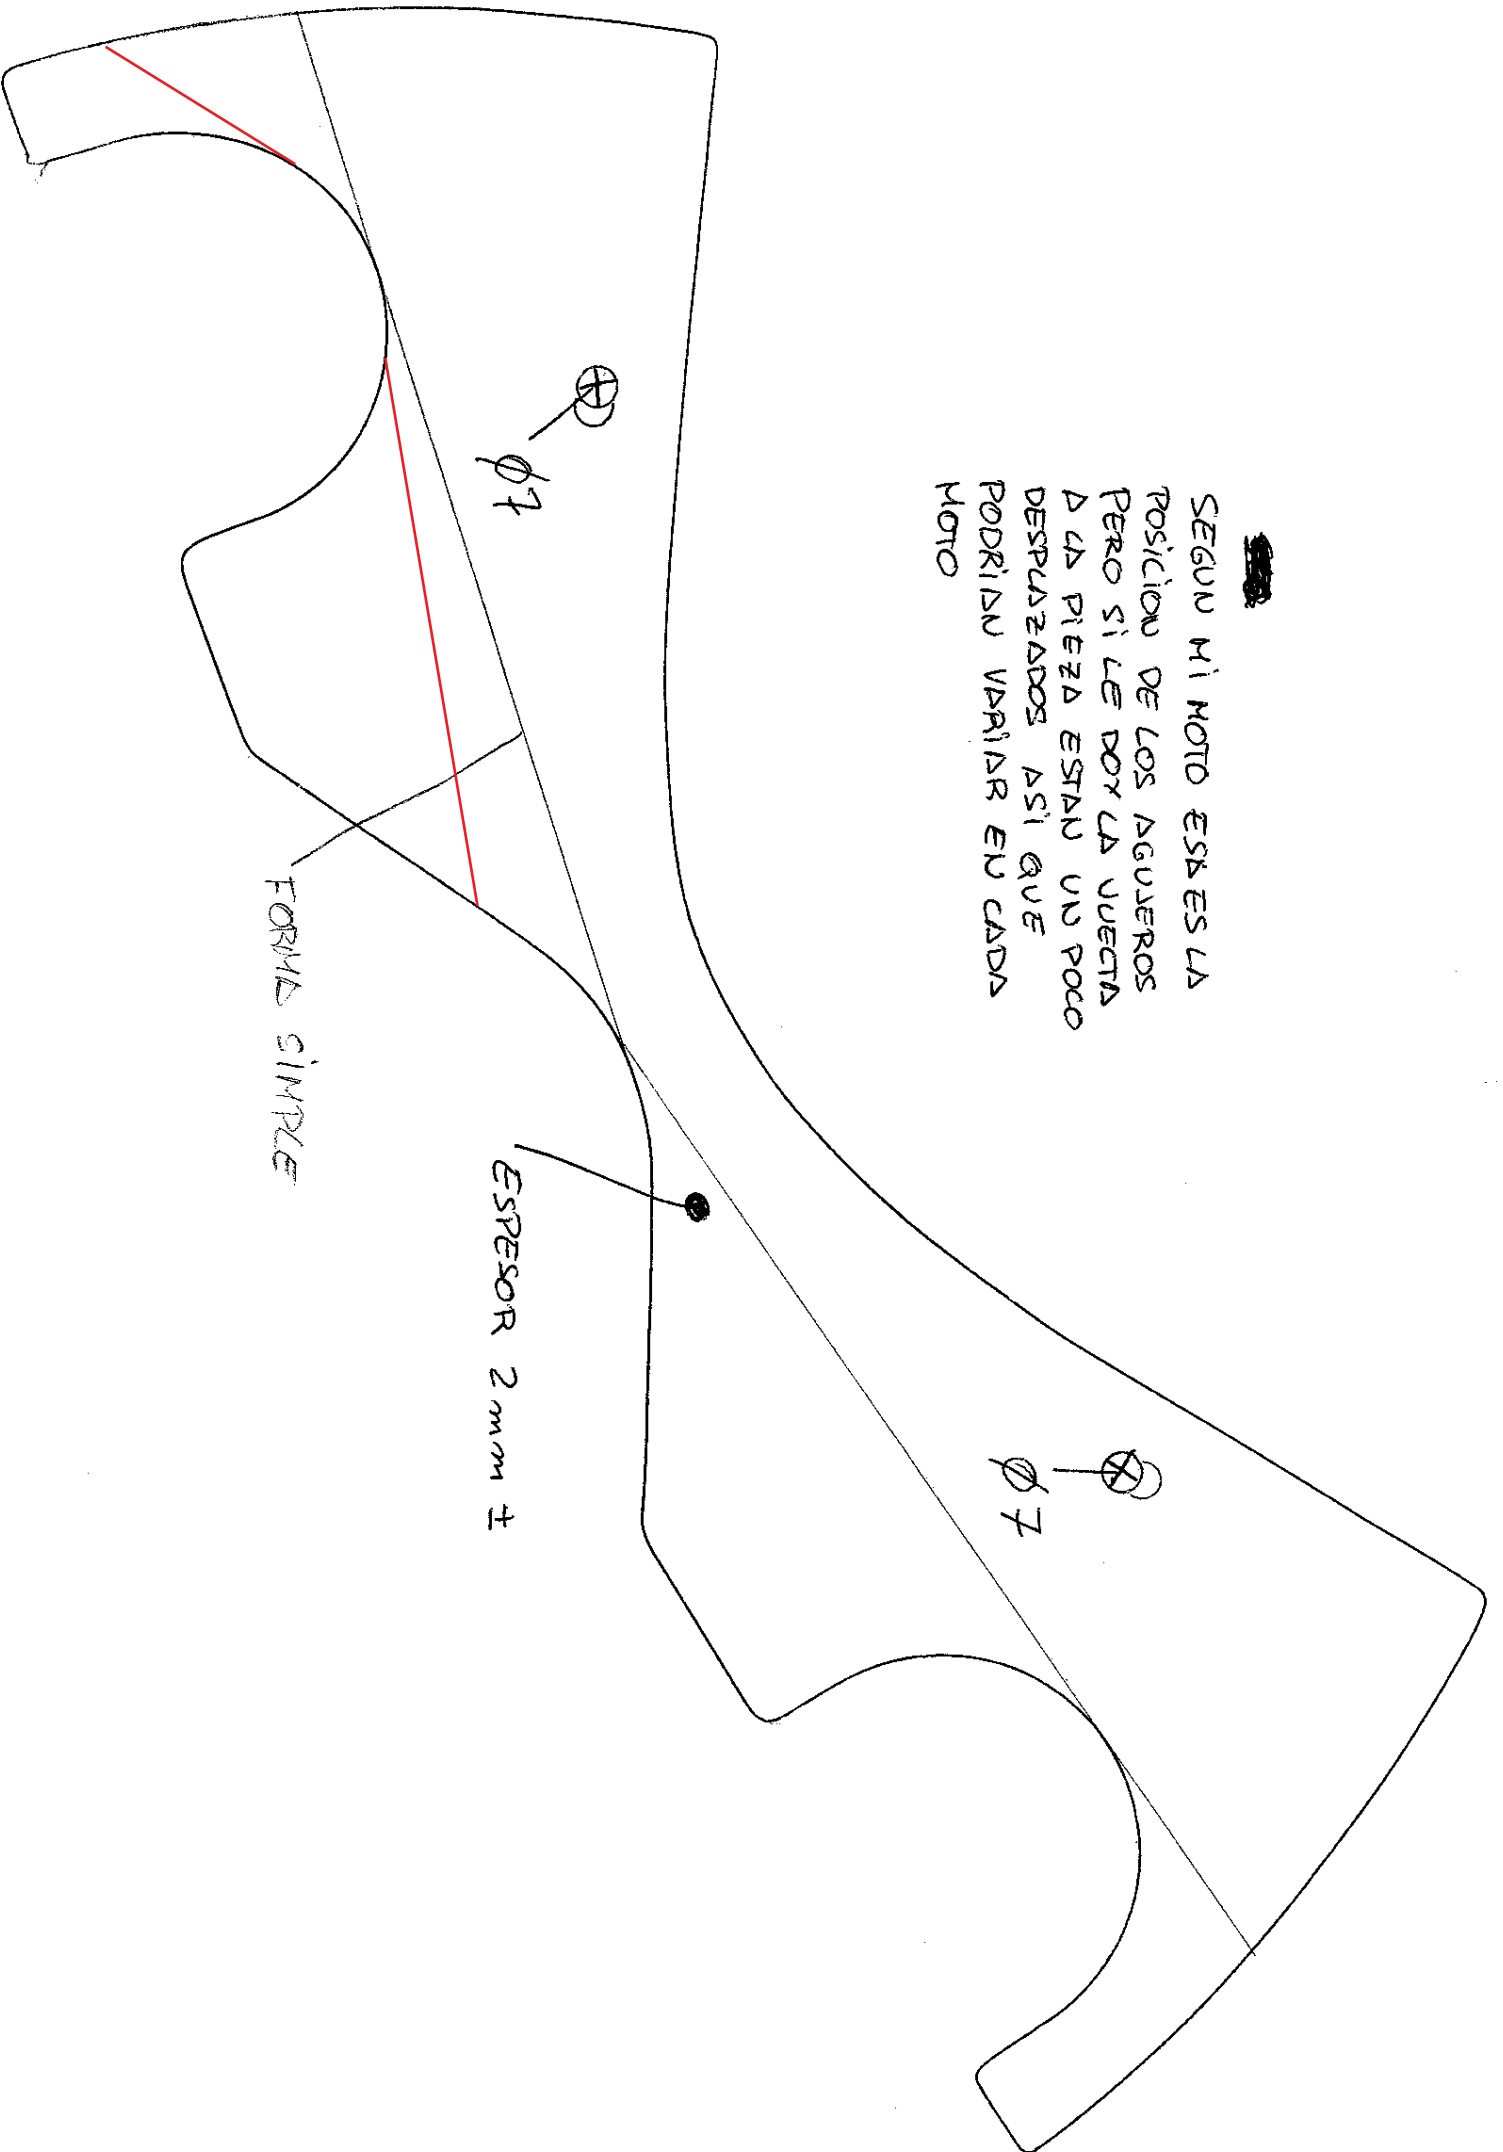 SEGUN MI MOTO ESA ES LA
POSICION DE LOS AGUJEROS
PERO SI LE DOY LA VUELTA
A LA PIEZA ESTAN UN POCO
DESPLAZADOS ASI QUE
PODRIAN VARIAR EN CADA
MOTO
Ø7
Ø7
FORMA SIMPLE
ESPESOR 2mm ±